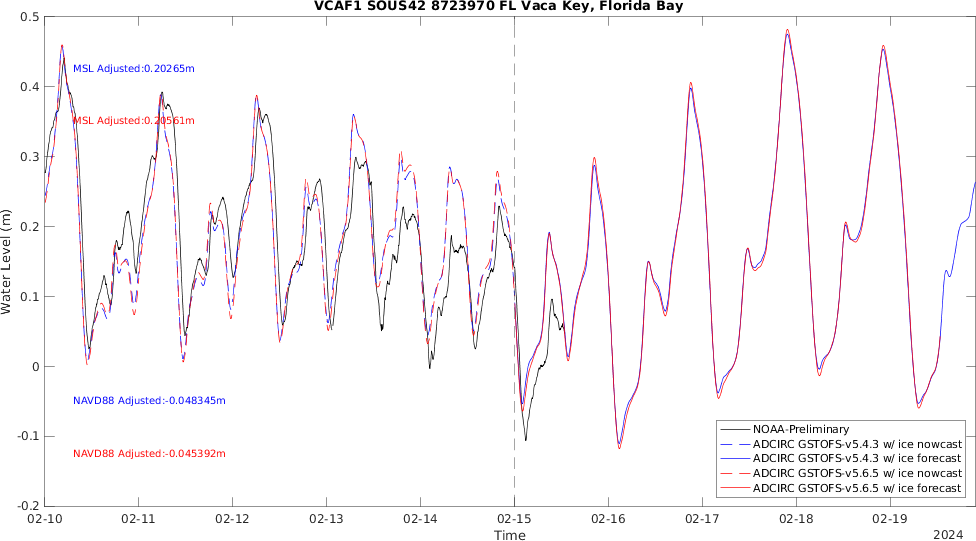 VCAF1 SOUS42 8723970 FL Vaca Key, Florida Bay
0.5
0.4
0.3
0.2
0.1
0
-0.1
-0.2
Water Level (m)
MSL Adjusted:0.20265m
MSL Adjusted:0.20561m
NAVD88 Adjusted:-0.048345m
NAVD88 Adjusted:-0.045392m
NOAA-Preliminary
ADCIRC GSTOFS-v5.4.3 w/ ice nowcast
ADCIRC GSTOFS-v5.4.3 w/ ice forecast
ADCIRC GSTOFS-v5.6.5 w/ ice nowcast
ADCIRC GSTOFS-v5.6.5 w/ ice forecast
02-10 02-11 02-12 02-13 02-14 02-15 02-16 02-17 02-18 02-19
Time
2024